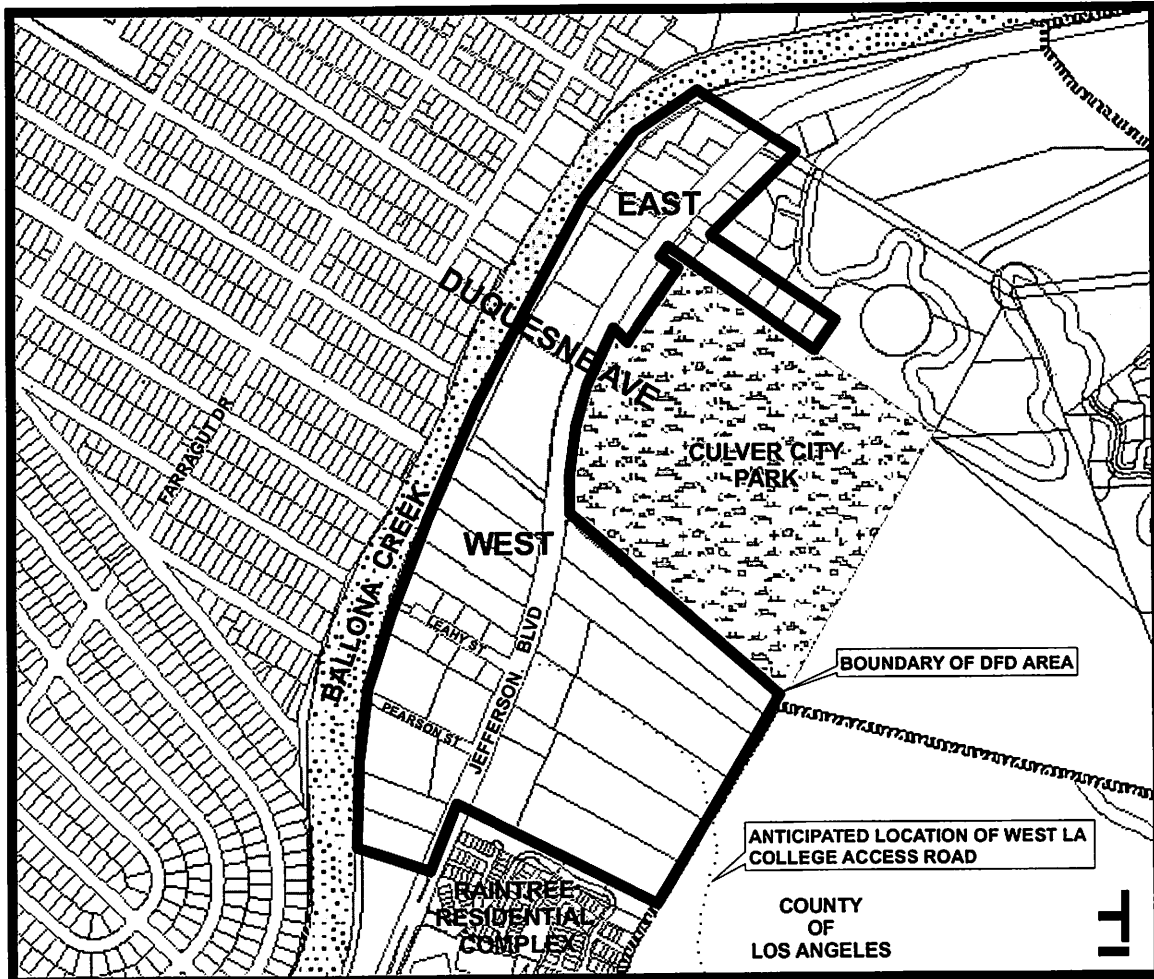 EAST
DUQUESNE AVE
FARRAGUT DR
CULVER CITY
PARK
BALLONA CREEK
WEST
LEAHY ST
JEFFERSON BLVD
BOUNDARY OF DFD AREA
PEARSON ST
ANTICIPATED LOCATION OF WEST LA
COLLEGE ACCESS ROAD
RAINTREE
RESIDENTIAL
COMPLEX
COUNTY
OF
LOS ANGELES